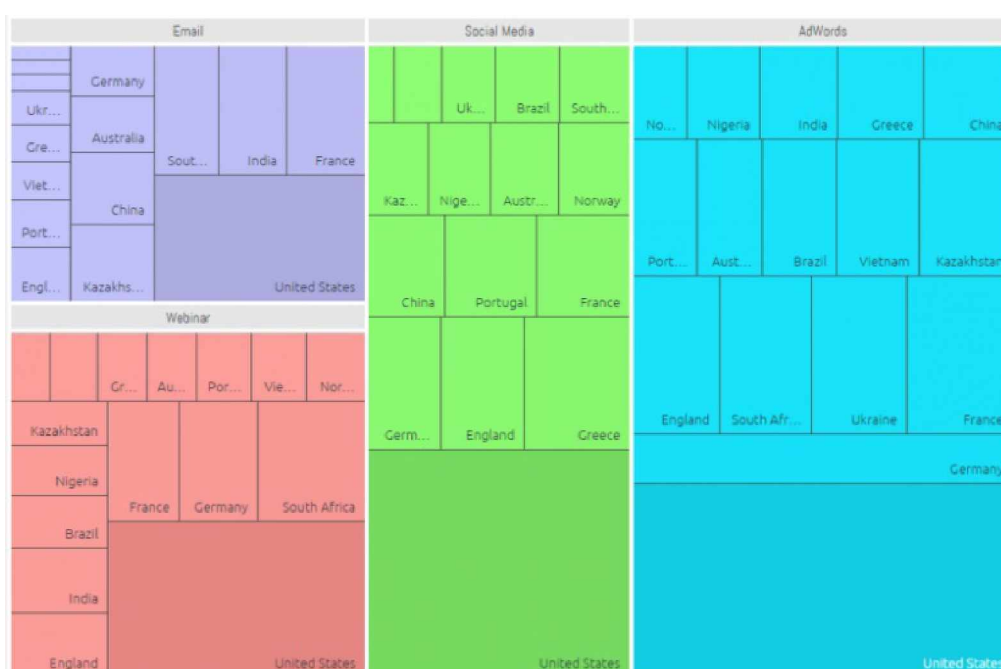 Email
Germany
Ukr...
Australia
Gre...
Sout...
India
France
Viet...
China
Port...
Engl...
Kazakhs...
United States
Webinar
Gr...
Au...
Por...
Vie...
Nor...
Kazakhstan
Nigeria
France
Germany
South Africa
Brazil
India
England
United States
Social Media
Uk...
Brazil
South...
Kaz...
Nige...
Austr...
Norway
China
Portugal
France
Germ...
England
Greece
United States
AdWords
No...
Nigeria
India
Greece
China
Port...
Aust...
Brazil
Vietnam
Kazakhstan
England
South Afr...
Ukraine
France
Germany
United States